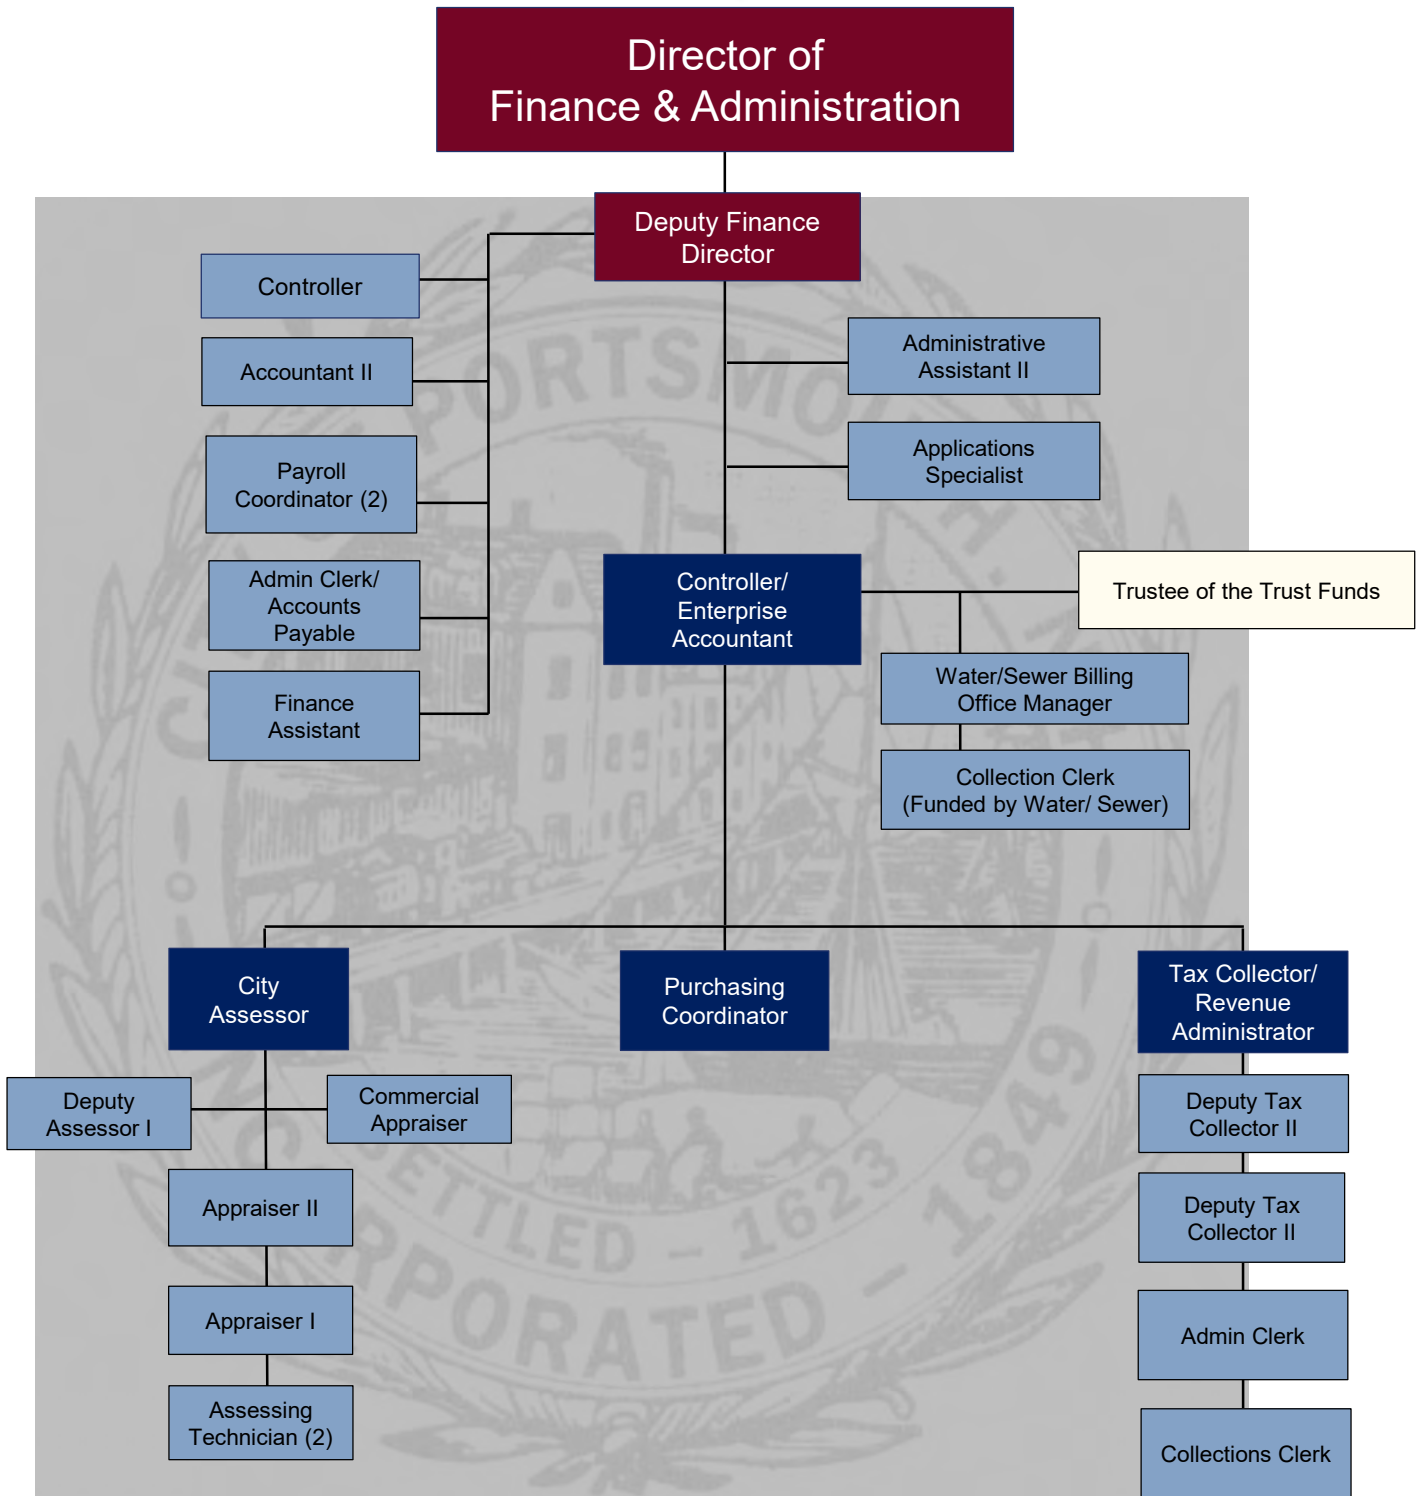 Director of
Finance & Administration
Deputy Finance
Director
Controller
Accountant II
Payroll
Coordinator (2)
Admin Clerk/
Accounts
Payable
Finance
Assistant
Administrative
Assistant II
Applications
Specialist
Controller/
Enterprise
Accountant
Trustee of the Trust Funds
Water/Sewer Billing
Office Manager
Collection Clerk
(Funded by Water/ Sewer)
City
Assessor
Purchasing
Coordinator
Tax Collector/
Revenue
Administrator
Deputy
Assessor I
Commercial
Appraiser
Appraiser II
Appraiser I
Assessing
Technician (2)
Deputy Tax
Collector II
Deputy Tax
Collector II
Admin Clerk
Collections Clerk
SETTLED – 1623